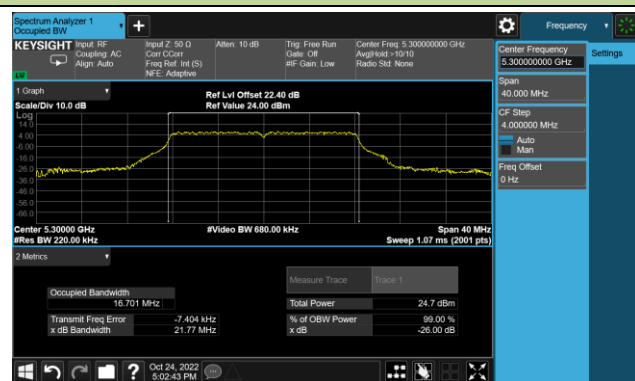 Spectrum Analyzer 1
Occupied BW
Frequency
KEYSIGHT
Input: RF
Coupling: AC
Align: Auto
Input Z: 50 Ω
Corr CCorr
Freq Ref: Int (S)
NFE: Adaptive
Atten: 10 dB
Trig: Free Run
Gate: Off
#IF Gain: Low
Center Freq: 5.300000000 GHz
Avg|Hold:>10/10
Radio Std: None
LW
Center Frequency
5.300000000 GHz
Settings
Span
40.000 MHz
CF Step
4.000000 MHz
Auto
Man
Freq Offset
0 Hz
1 Graph
Scale/Div 10.0 dB
Ref Lvl Offset 22.40 dB
Ref Value 24.00 dBm
Log
14.0
4.00
-6.00
-16.0
-26.0
-36.0
-46.0
-56.0
-66.0
Center 5.30000 GHz
#Res BW 220.00 kHz
#Video BW 680.00 kHz
Span 40 MHz
Sweep 1.07 ms (2001 pts)
2 Metrics
Measure Trace
Trace 1
Occupied Bandwidth
16.701 MHz
Total Power
24.7 dBm
Transmit Freq Error
-7.404 kHz
% of OBW Power
99.00 %
x dB Bandwidth
21.77 MHz
x dB
-26.00 dB
Oct 24, 2022
5:02:43 PM